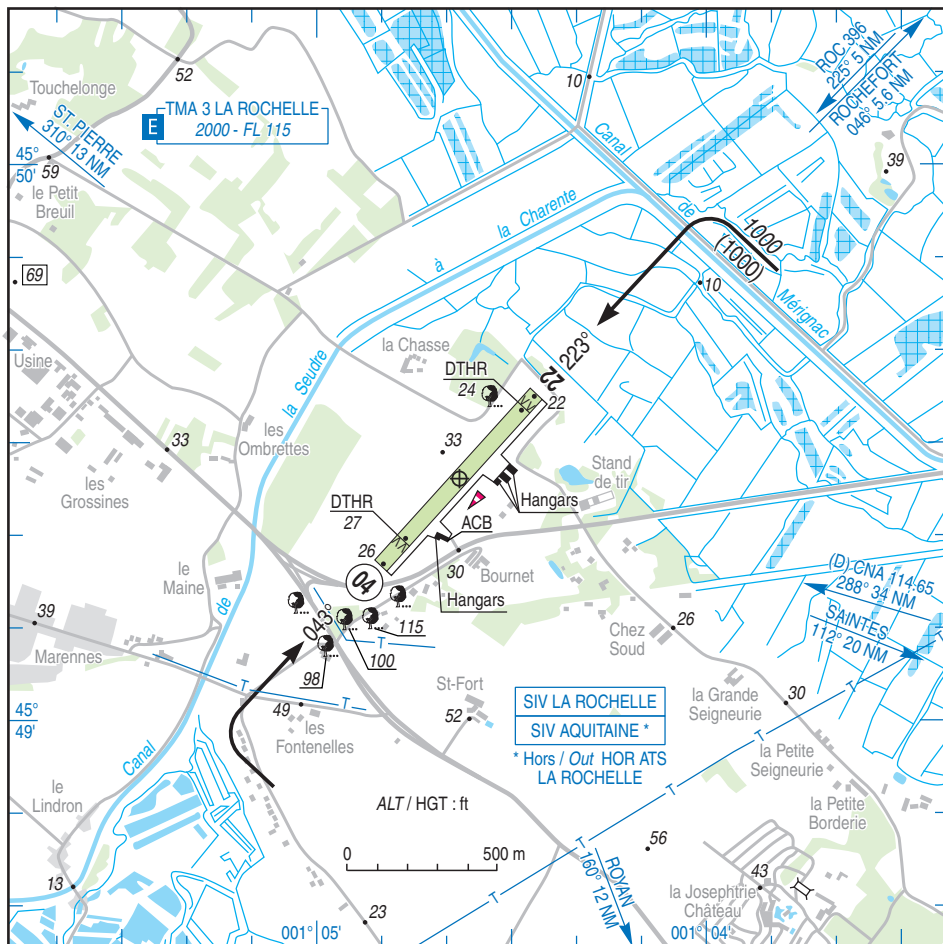 52
Touchelonge
TMA 3 LA ROCHELLE
E
2000 - FL 115
ST. PIERRE
310° 13 NM
45°
50'
59
le Petit
Breuil
69
10
Canal
de
Mérignac
ROC 396
225° 5 NM
ROCHEFORT
046° 5.6 NM
39
à
la Charente
1000
(1000)
10
Usine
la Chasse
DTHR
24
22
223°
22
la Seudre
les
Ombrettes
33
33
les
Grossines
Stand
de tir
Hangars
DTHR
27
ACB
26
30
Bournet
04
Hangars
le
Maine
043°
115
100
98
T
T
T
T
39
Marennes
de
(D) CNA 114.65
288° 34 NM
SAINTES
112° 20 NM
26
Chez
Soud
St-Fort
52
49
les
Fontenelles
45°
49'
Canal
SIV LA ROCHELLE
SIV AQUITAINE *
* Hors / Out HOR ATS
LA ROCHELLE
la Grande
Seigneurie
30
T
la Petite
Seigneurie
la Petite
Borderie
le
Lindron
ALT / HGT : ft
0
500 m
56
T
13
23
T
ROYAN
160° 12 NM
la Josephtrie
Château
43
001° 05'
001° 04'